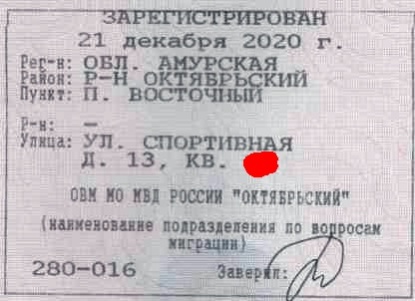 ЗАРЕГИСТРИРОВАН
21 декабря 2020 г.
Рег-н: ОБЛ. АМУРСКАЯ
Район: Р-Н ОКТЯБРЬСКИЙ
Пункт: П. ВОСТОЧНЫЙ
Р-н: –
Улица: УЛ. СПОРТИВНАЯ
Д. 13, КВ.
ОВМ МО МВД РОССИИ "ОКТЯБРЬСКИЙ"
(наименование подразделения по вопросам
миграции)
280-016 Заверил: